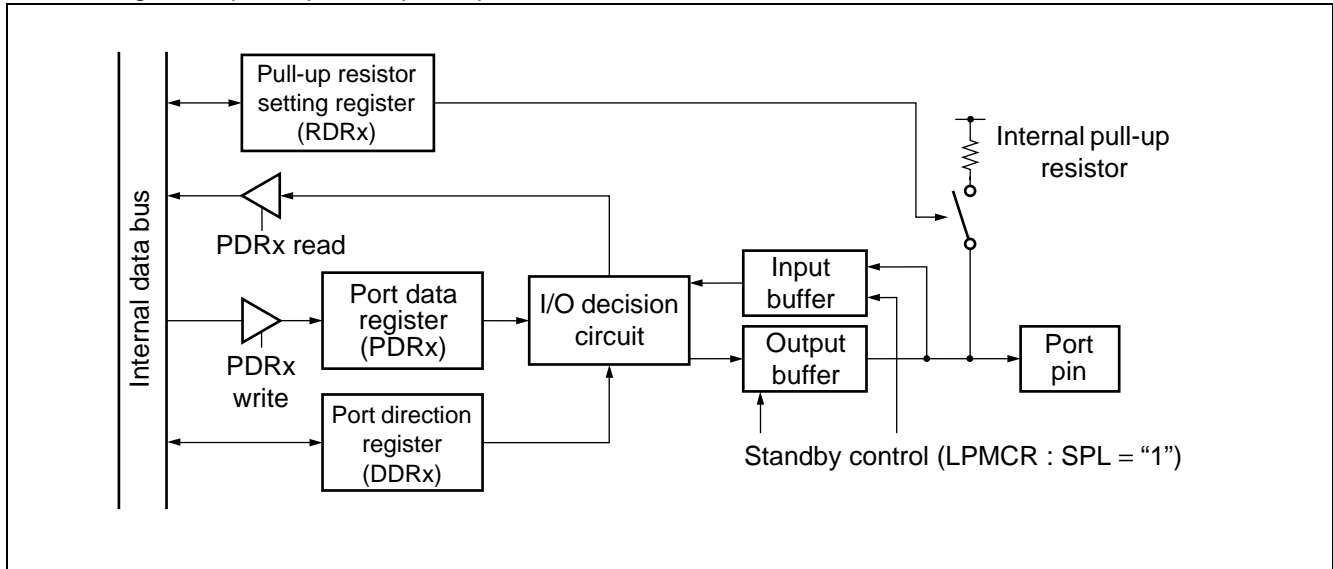 Pull-up resistor
setting register
(RDRx)
Internal pull-up
resistor
Internal data bus
PDRx read
Port data
register
(PDRx)
I/O decision
circuit
Input
buffer
Output
buffer
Port
pin
PDRx
write
Port direction
register
(DDRx)
Standby control (LPMCR : SPL = “1”)